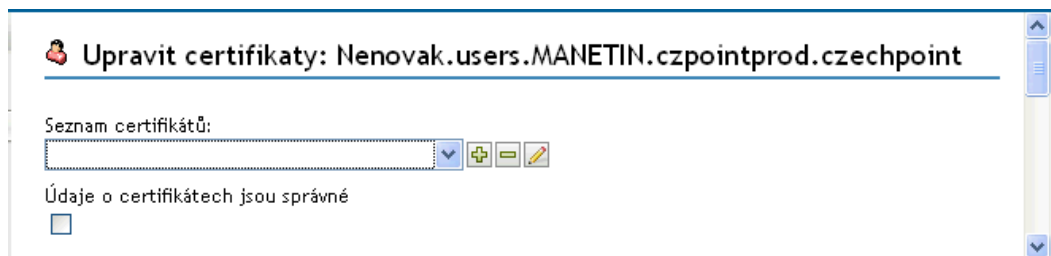 Upravit certifikaty: Nenovak.users.MANETIN.czpointprod.czechpoint
Seznam certifikátů:
Údaje o certifikátech jsou správné